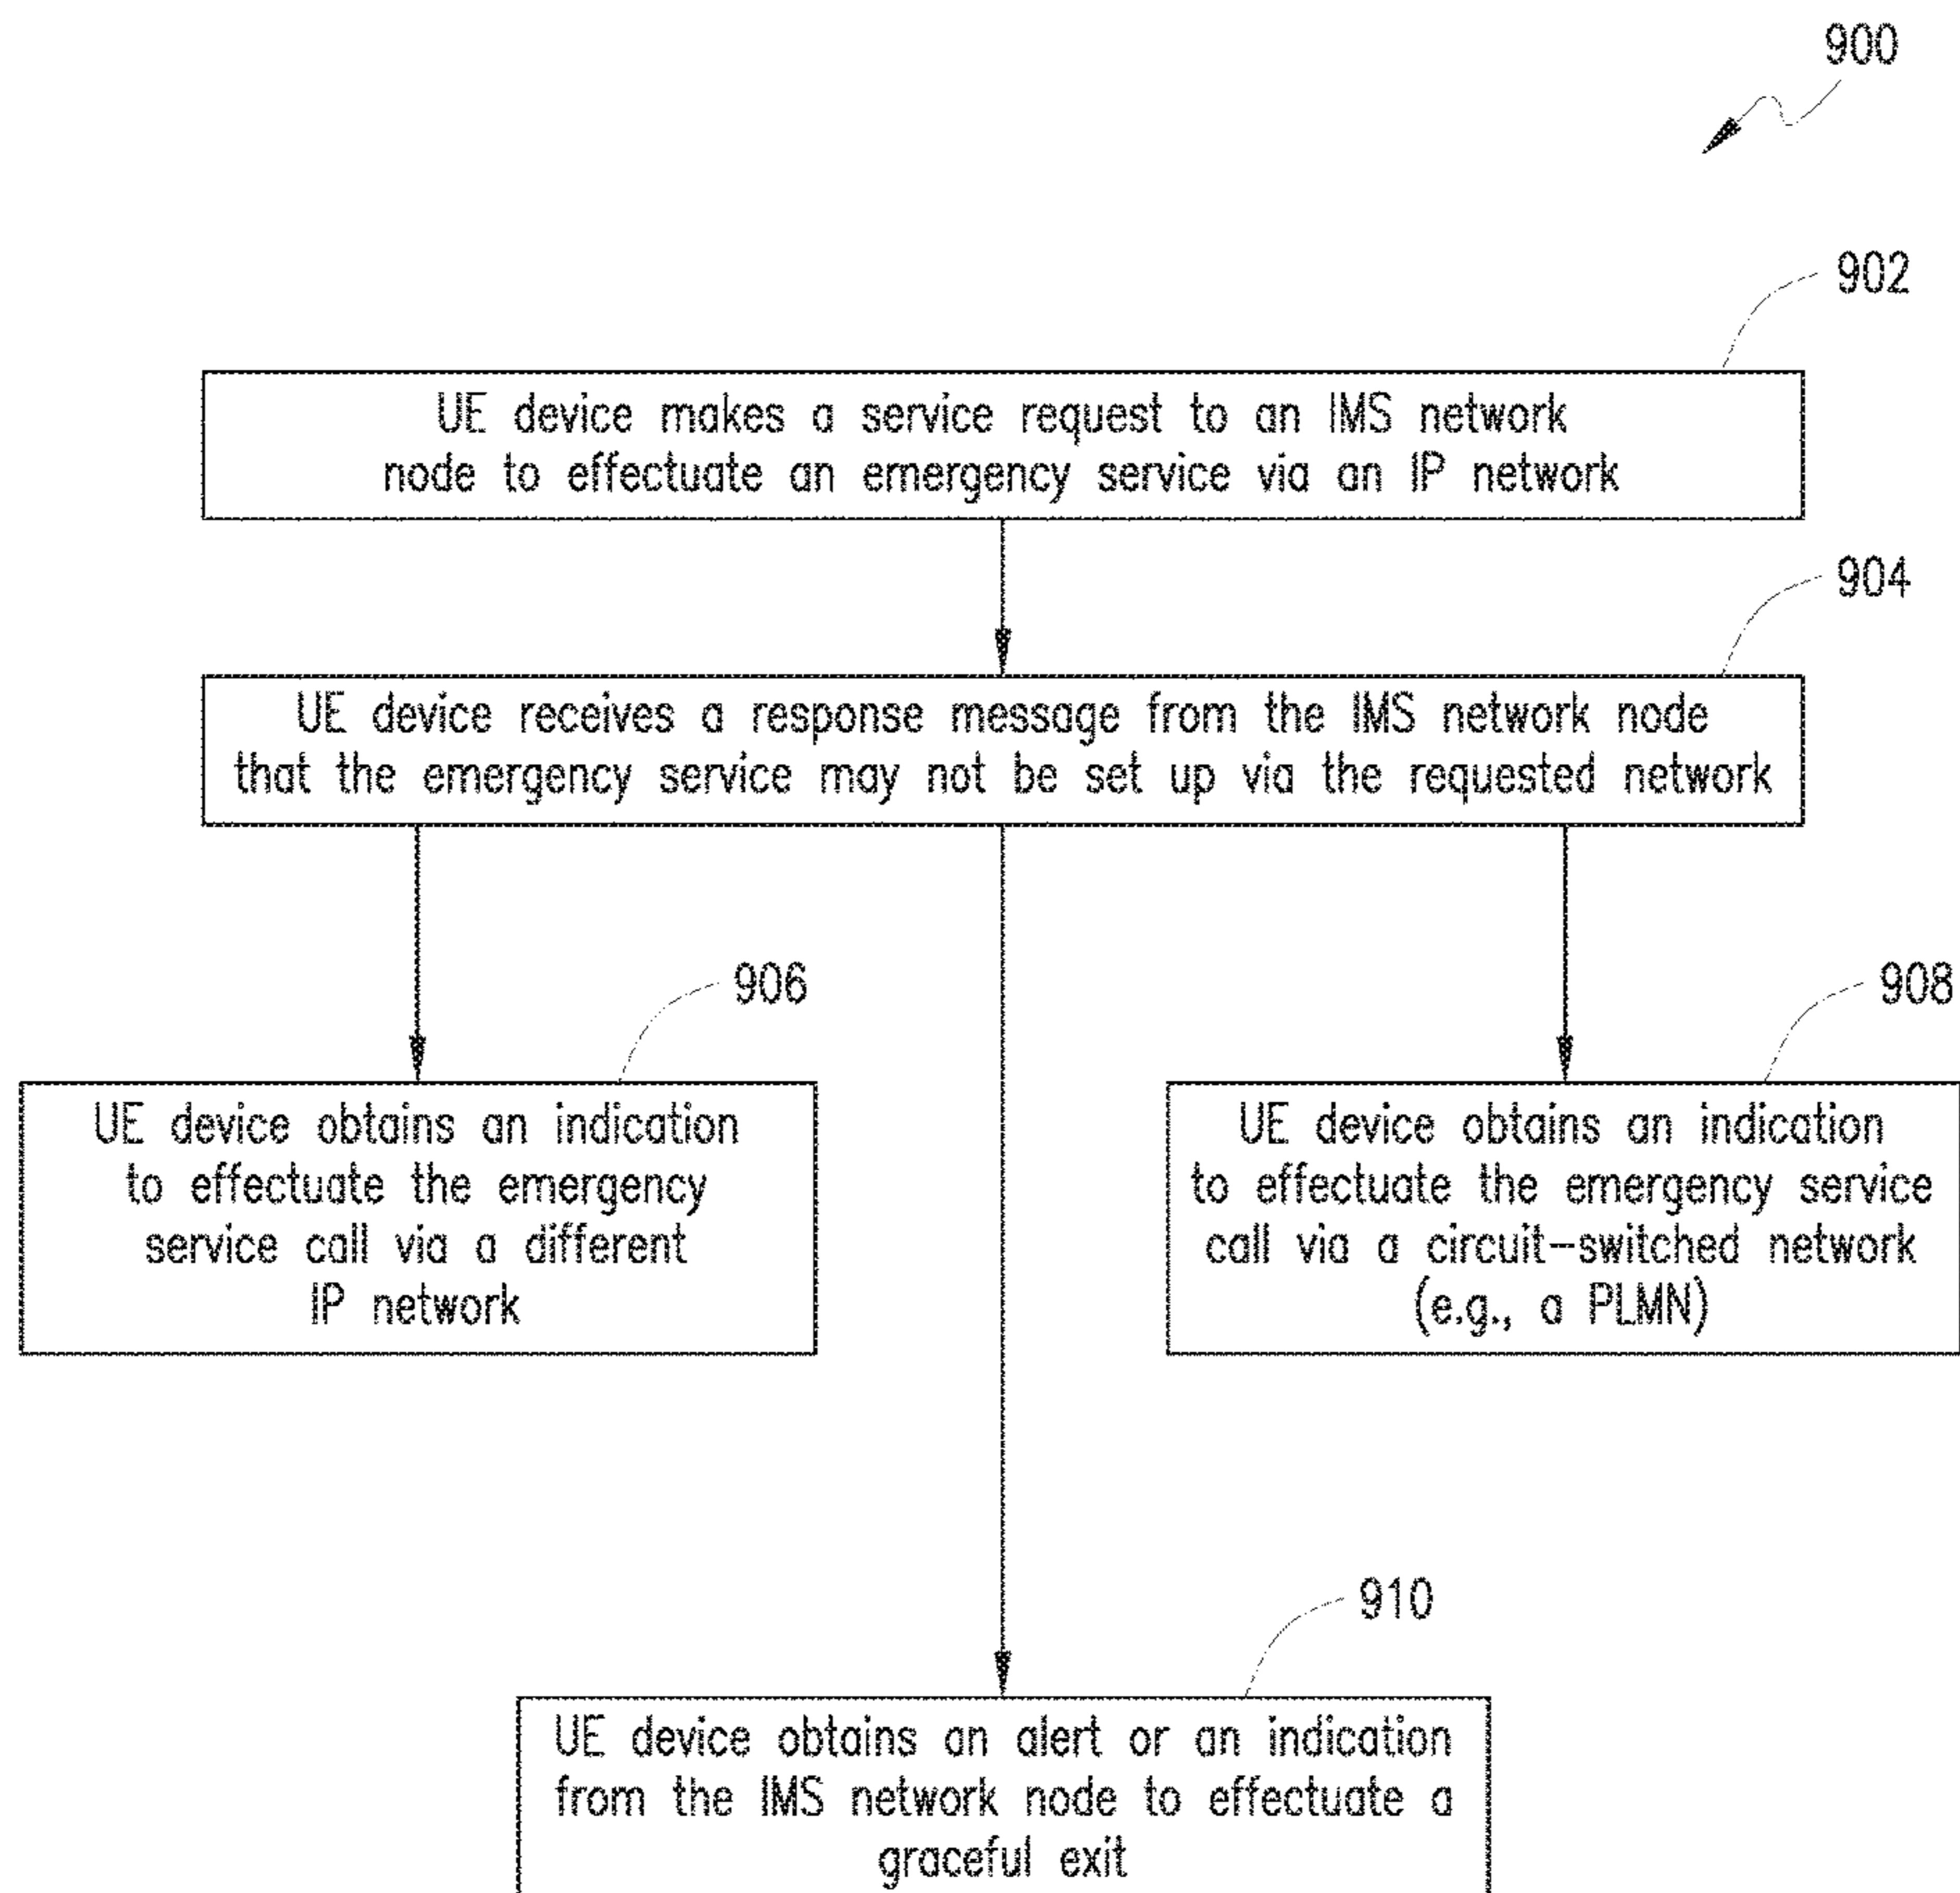 900
902
UE device makes a service request to an IMS network
node to effectuate an emergency service via an IP network
904
UE device receives a response message from the IMS network node
that the emergency service may not be set up via the requested network
906
UE device obtains an indication
to effectuate the emergency
service call via a different
IP network
908
UE device obtains an indication
to effectuate the emergency service
call via a circuit-switched network
(e.g., a PLMN)
910
UE device obtains an alert or an indication
from the IMS network node to effectuate a
graceful exit